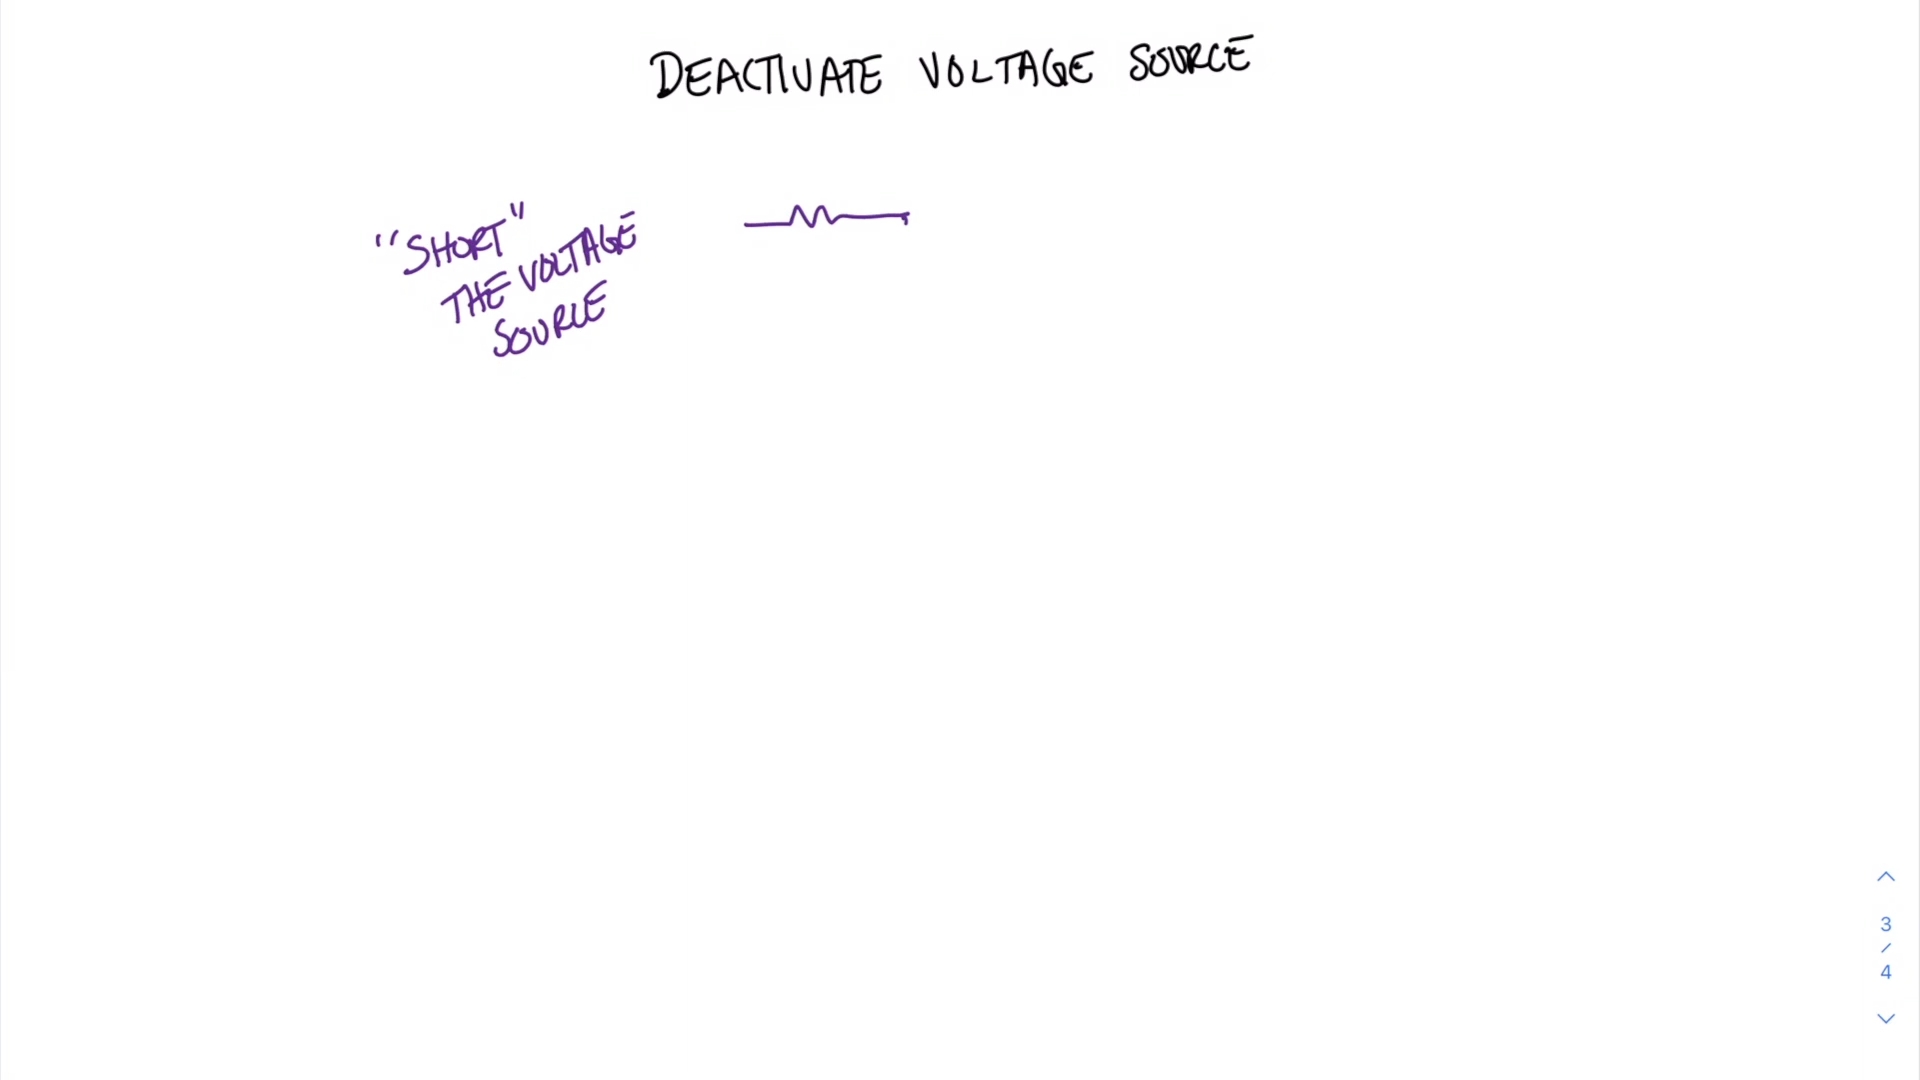 DEACTIVATE VOLTAGE SOURCE
"SHORT"
THE VOLTAGE
SOURCE
3
/
4